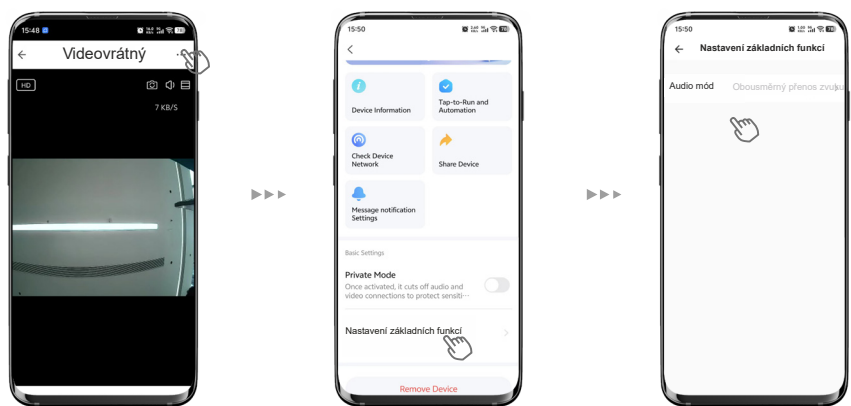 15:48
Videovrátný
HD
7 KB/S
15:50
Device Information
Tap-to-Run and
Automation
Check Device
Network
Share Device
Message notification
Settings
Basic Settings
Private Mode
Once activated, it cuts off audio and
video connections to protect sensiti···
Nastavení základních funkcí
Remove Device
15:50
Nastavení základních funkcí
Audio mód
Obousměrný přenos zvuku